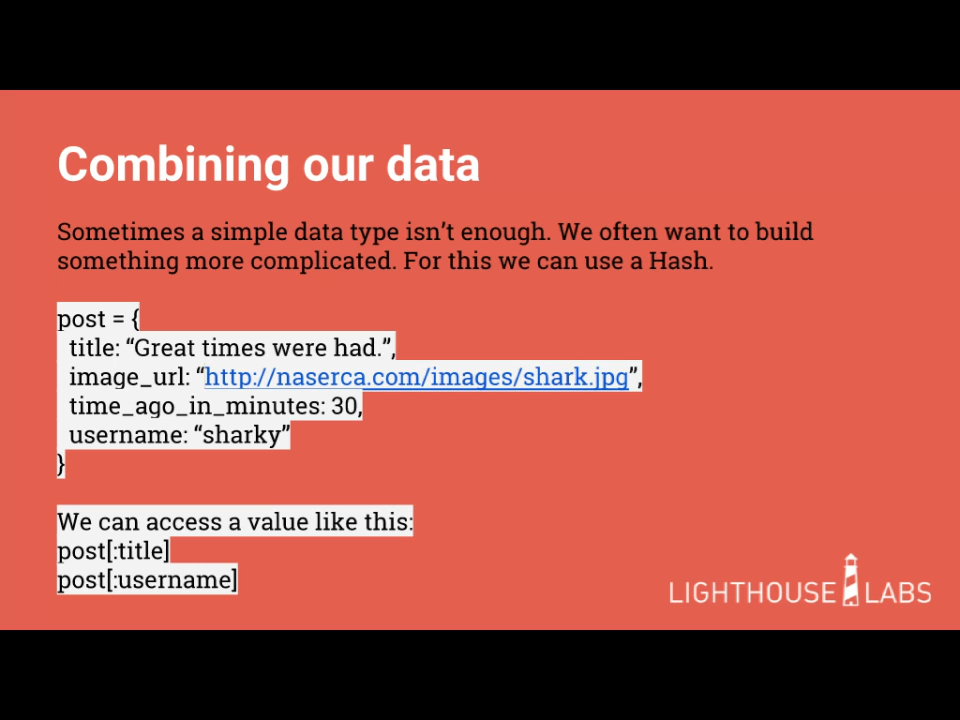 Combining our data
Sometimes a simple data type isn’t enough. We often want to build
something more complicated. For this we can use a Hash.
post = {
title: “Great times were had.”,
image_url: “http://naserca.com/images/shark.jpg”,
time_ago_in_minutes: 30,
username: “sharky”
}
We can access a value like this:
post[:title]
post[:username]
LIGHTHOUSE LABS